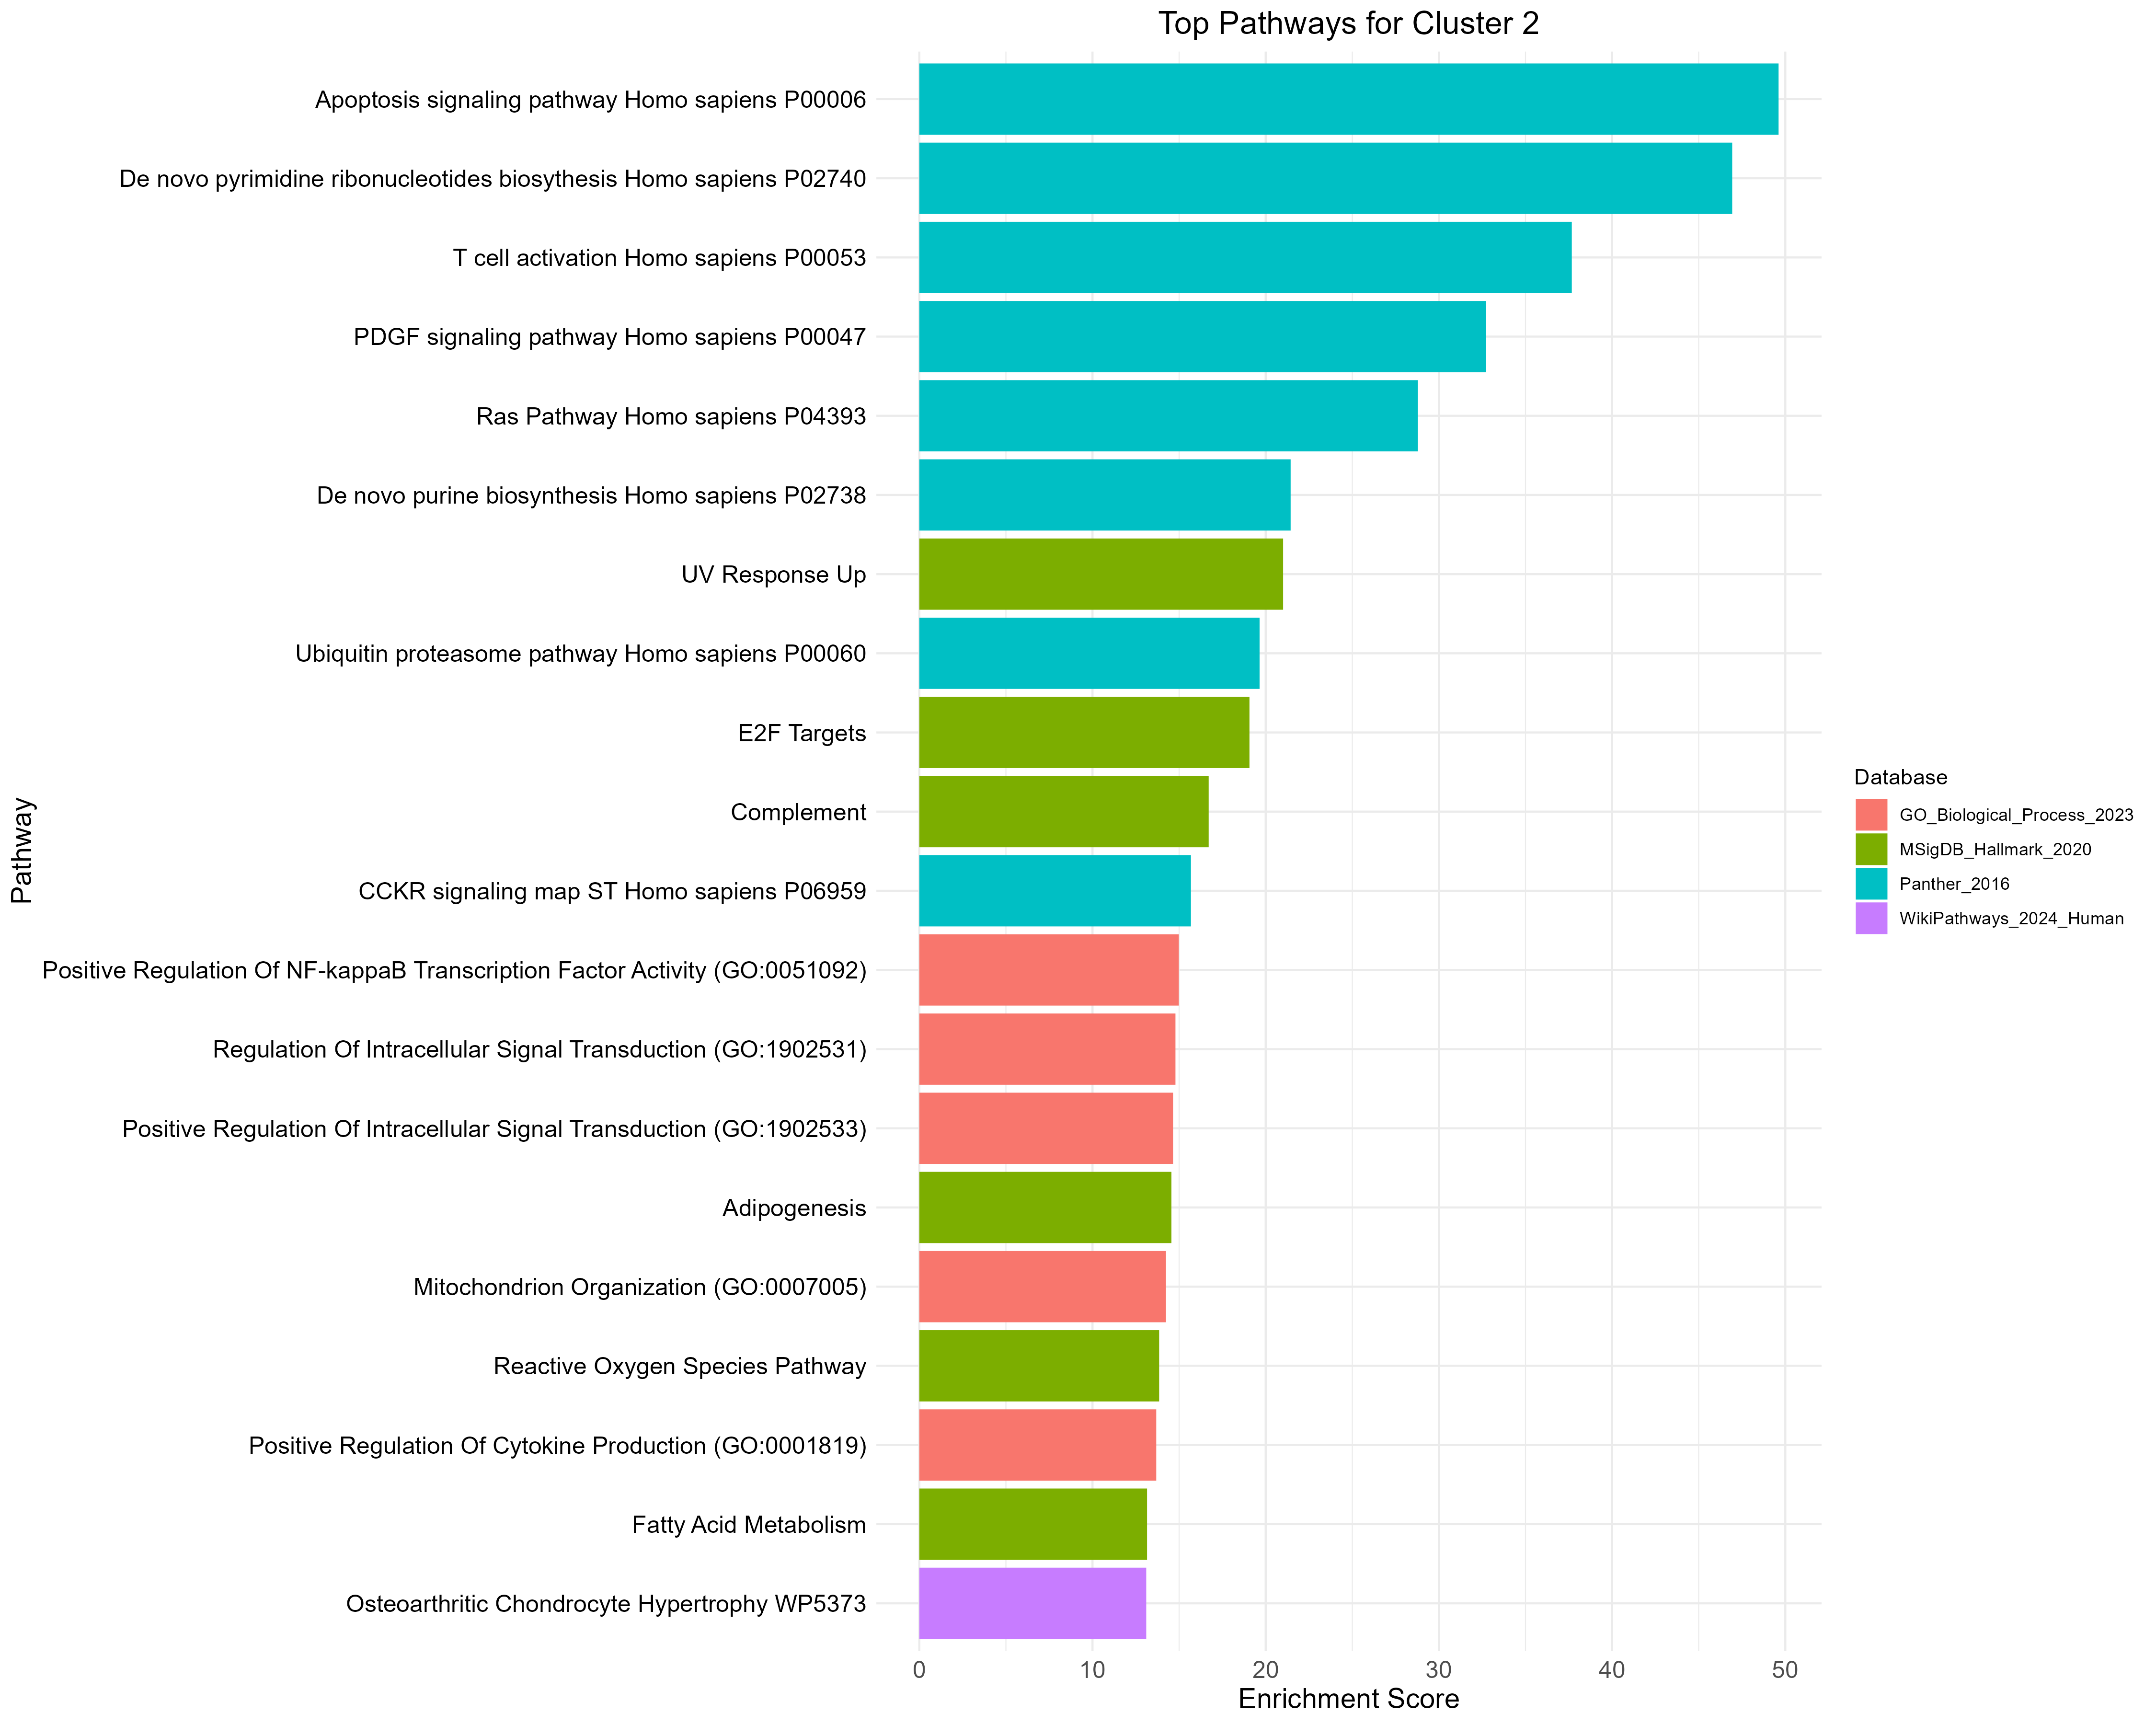 Top Pathways for Cluster 2
Apoptosis signaling pathway Homo sapiens P00006
De novo pyrimidine ribonucleotides biosythesis Homo sapiens P02740
T cell activation Homo sapiens P00053
PDGF signaling pathway Homo sapiens P00047
Ras Pathway Homo sapiens P04393
De novo purine biosynthesis Homo sapiens P02738
UV Response Up
Ubiquitin proteasome pathway Homo sapiens P00060
E2F Targets
Complement
CCKR signaling map ST Homo sapiens P06959
Positive Regulation Of NF-kappaB Transcription Factor Activity (GO:0051092)
Regulation Of Intracellular Signal Transduction (GO:1902531)
Positive Regulation Of Intracellular Signal Transduction (GO:1902533)
Adipogenesis
Mitochondrion Organization (GO:0007005)
Reactive Oxygen Species Pathway
Positive Regulation Of Cytokine Production (GO:0001819)
Fatty Acid Metabolism
Osteoarthritic Chondrocyte Hypertrophy WP5373
Pathway
0 10 20 30 40 50
Enrichment Score
Database
GO_Biological_Process_2023
MSigDB_Hallmark_2020
Panther_2016
WikiPathways_2024_Human